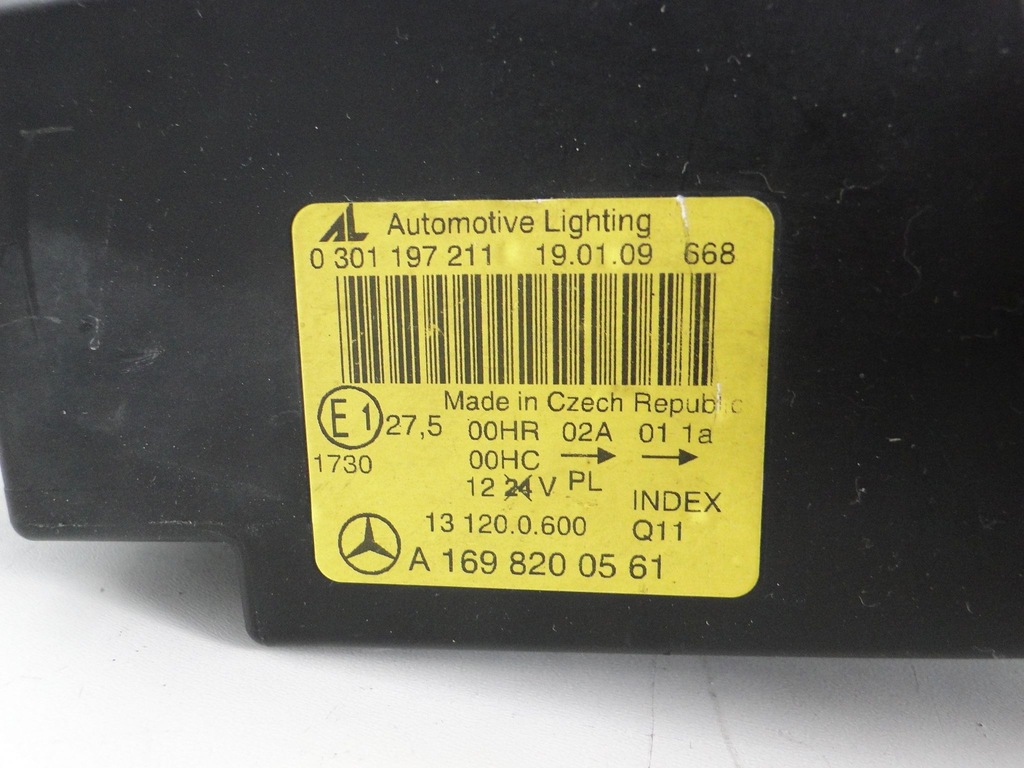 AL Automotive Lighting
0 301 197 211 19.01.09 668
Made in Czech Republic
E1 27,5 00HR 02A 01 1a
1730 00HC → →
12 24 V PL
INDEX
13 120.0.600 Q11
A 169 820 05 61